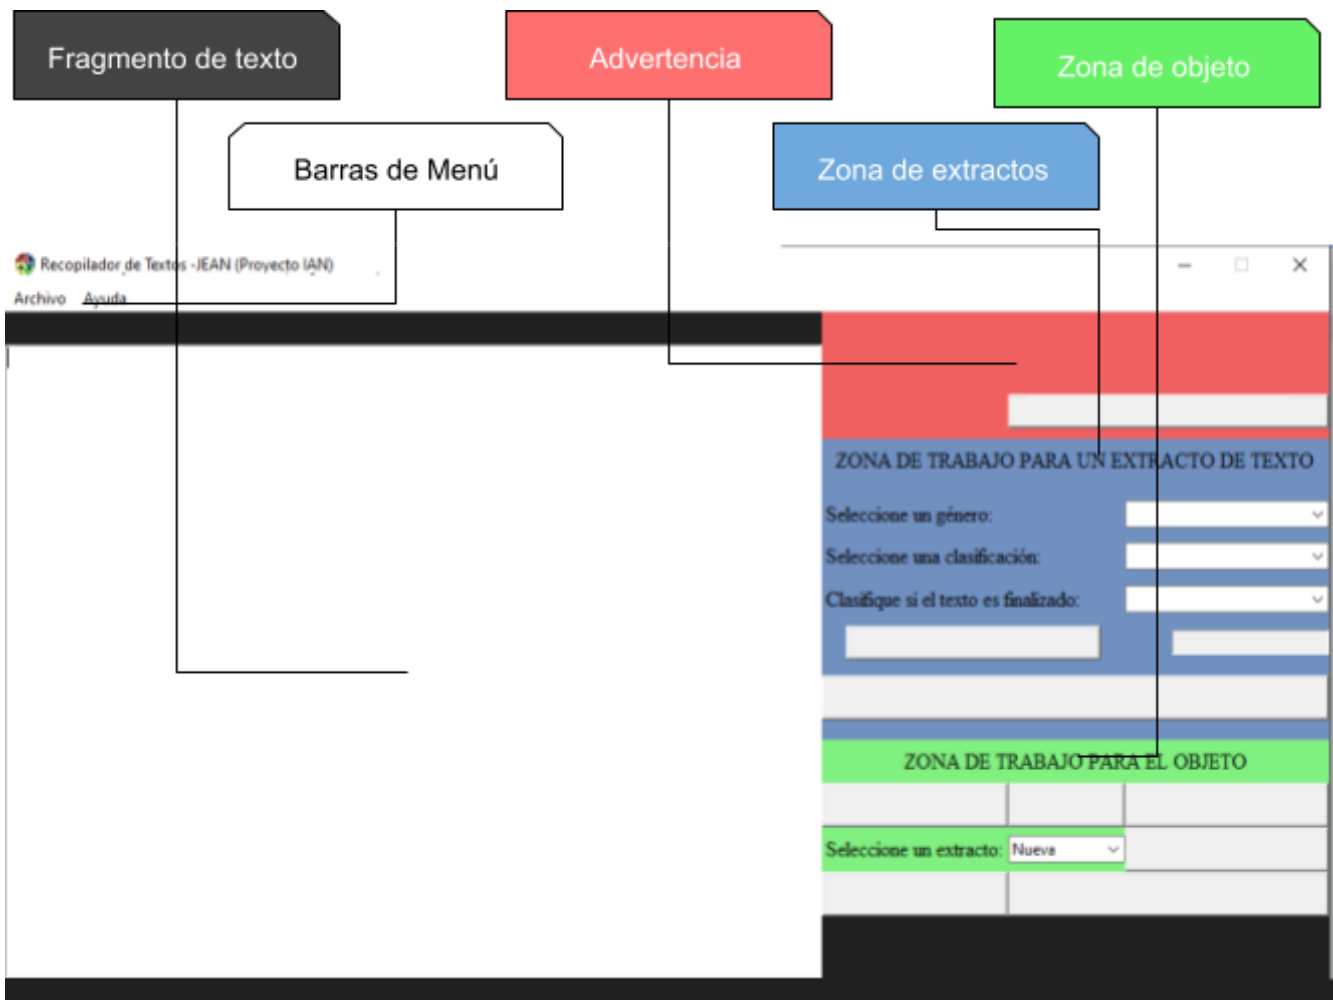 Fragmento de texto
Advertencia
Zona de objeto
Barras de Menú
Zona de extractos
Recopilador de Textos -JEAN (Proyecto IAN)
Archivo Ayuda
ZONA DE TRABAJO PARA UN EXTRACTO DE TEXTO
Seleccione un género:
Seleccione una clasificación:
Clasifique si el texto es finalizado:
ZONA DE TRABAJO PARA EL OBJETO
Seleccione un extracto: Nueva